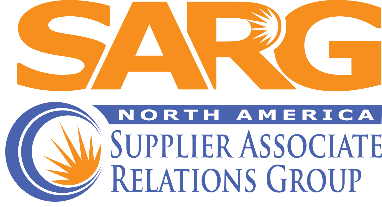 SARG
NORTH AMERICA
SUPPLIER ASSOCIATE
RELATIONS GROUP